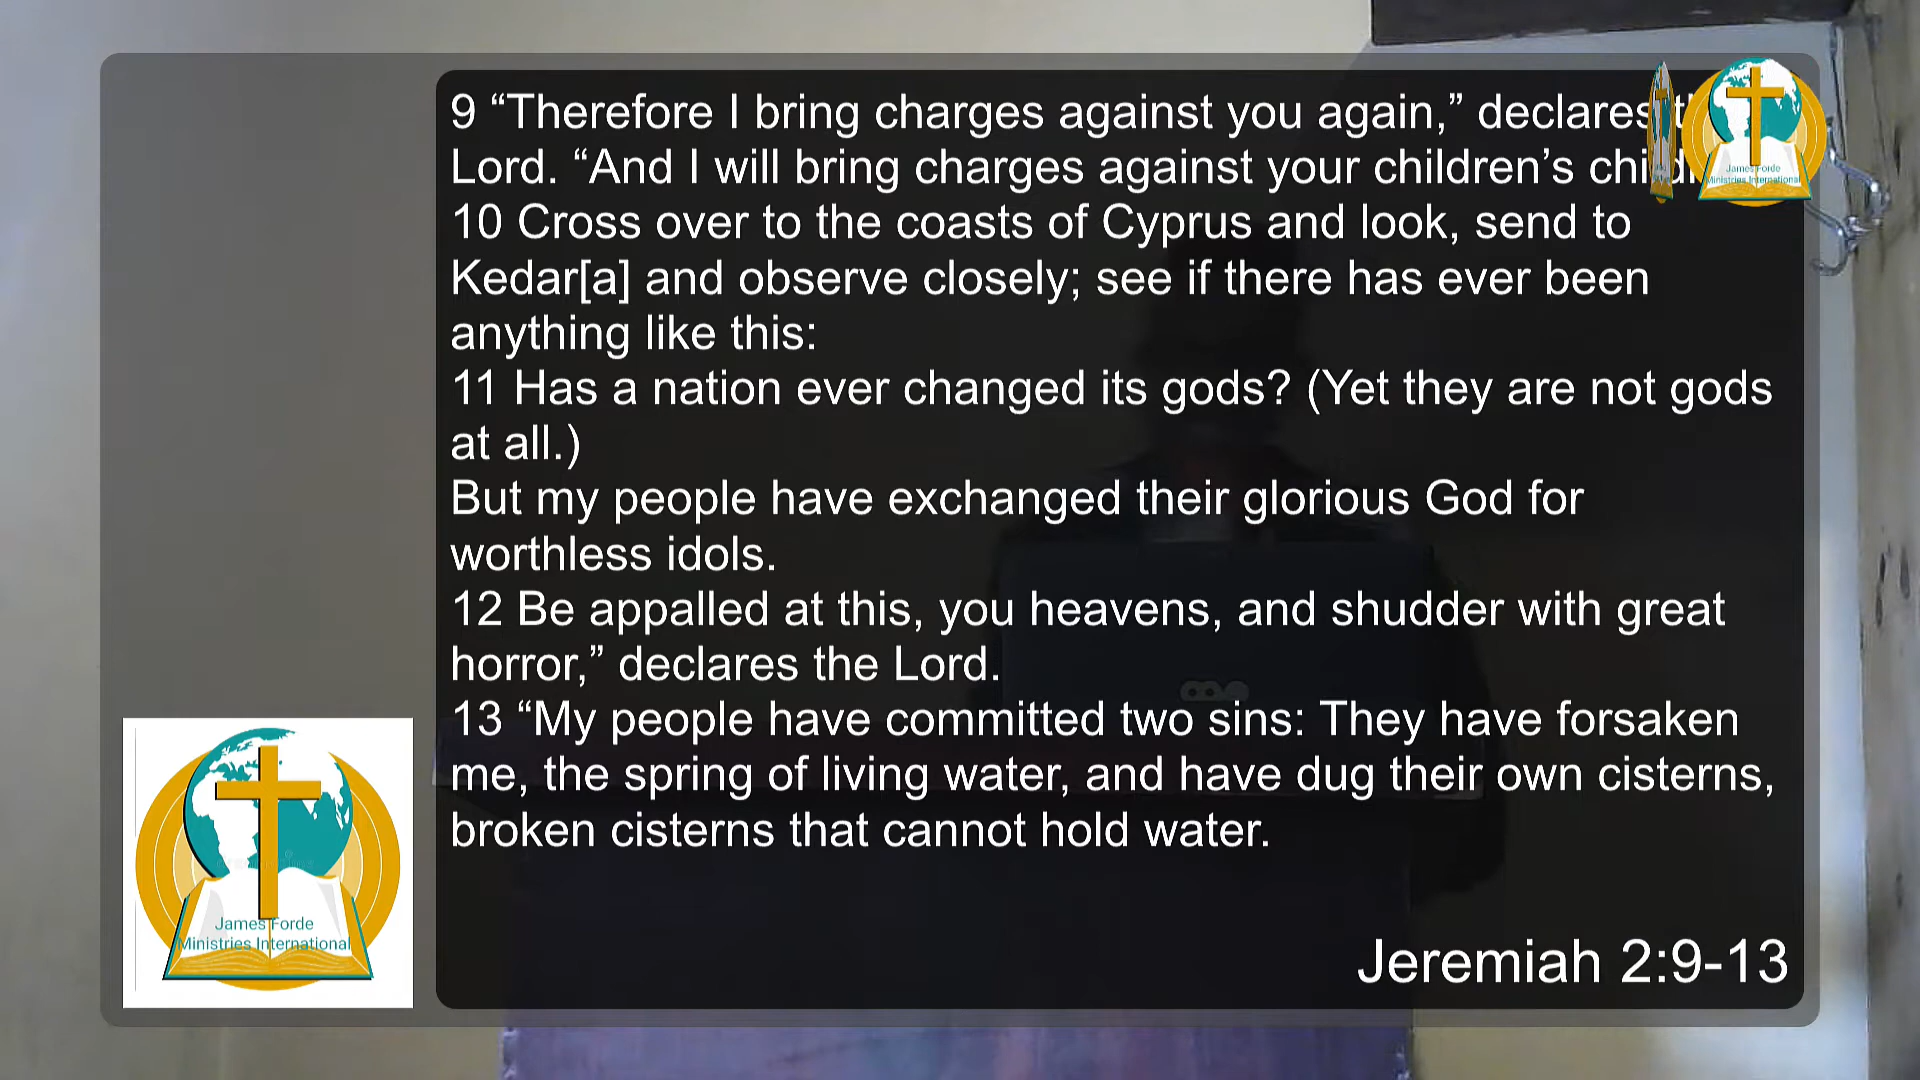 9 “Therefore I bring charges against you again,” declares
Lord. “And I will bring charges against your children’s
10 Cross over to the coasts of Cyprus and look, send to
Kedar[a] and observe closely; see if there has ever been
anything like this:
11 Has a nation ever changed its gods? (Yet they are not gods
at all.)
But my people have exchanged their glorious God for
worthless idols.
12 Be appalled at this, you heavens, and shudder with great
horror,” declares the Lord.
13 “My people have committed two sins: They have forsaken
me, the spring of living water, and have dug their own cisterns,
broken cisterns that cannot hold water.
Jeremiah 2:9-13
James Forde
Ministries International
James Forde
Ministries International